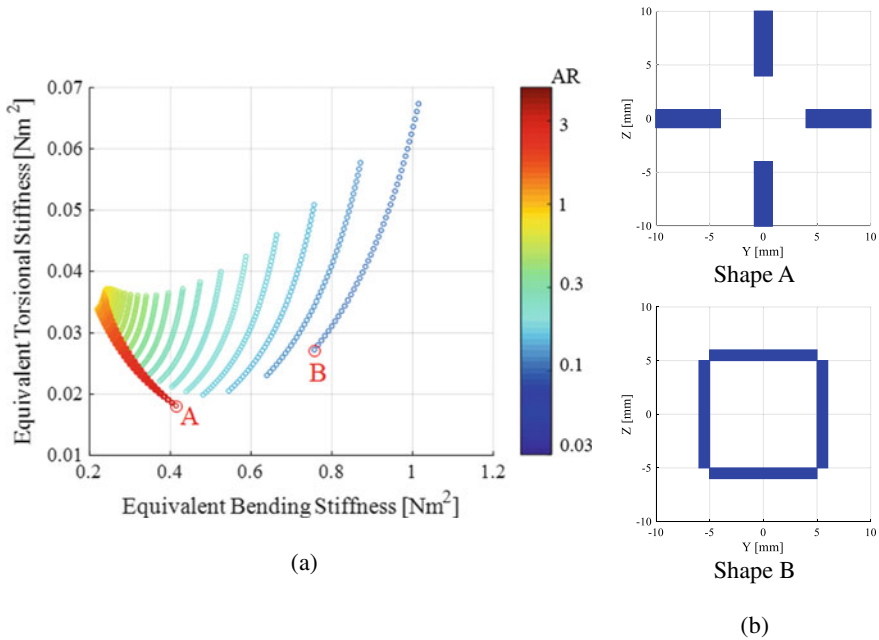 AR
0.07
0.06
0.05
0.04
0.03
0.02
0.01
Equivalent Torsional Stiffness [Nm²]
0.2
0.4
0.6
0.8
1
1.2
Equivalent Bending Stiffness [Nm²]
A
B
3
1
0.3
0.1
0.03
(a)
10
5
0
-5
-10
Z [mm]
-10
-5
0
5
10
Y [mm]
Shape A
10
5
0
-5
-10
Z [mm]
-10
-5
0
5
10
Y [mm]
Shape B
(b)